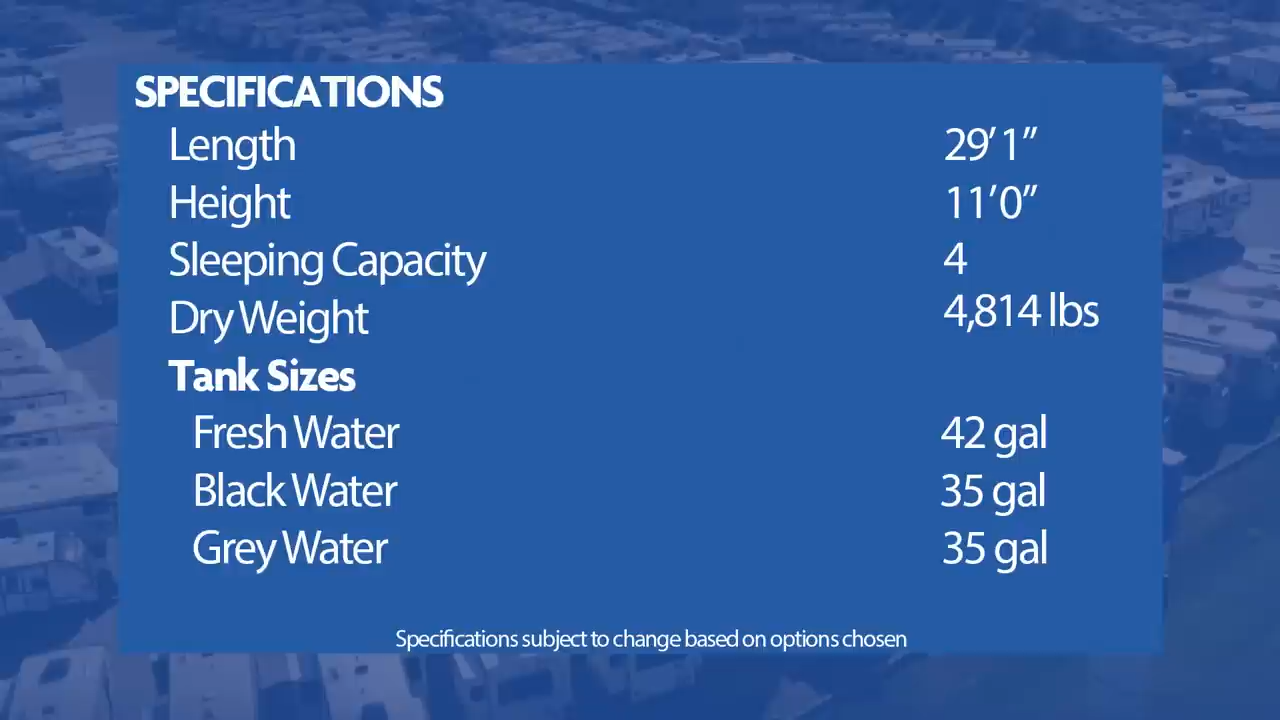 SPECIFICATIONS
Length 29’1”
Height 11’0”
Sleeping Capacity 4
Dry Weight 4,814 lbs
Tank Sizes
Fresh Water 42 gal
Black Water 35 gal
Grey Water 35 gal
Specifications subject to change based on options chosen